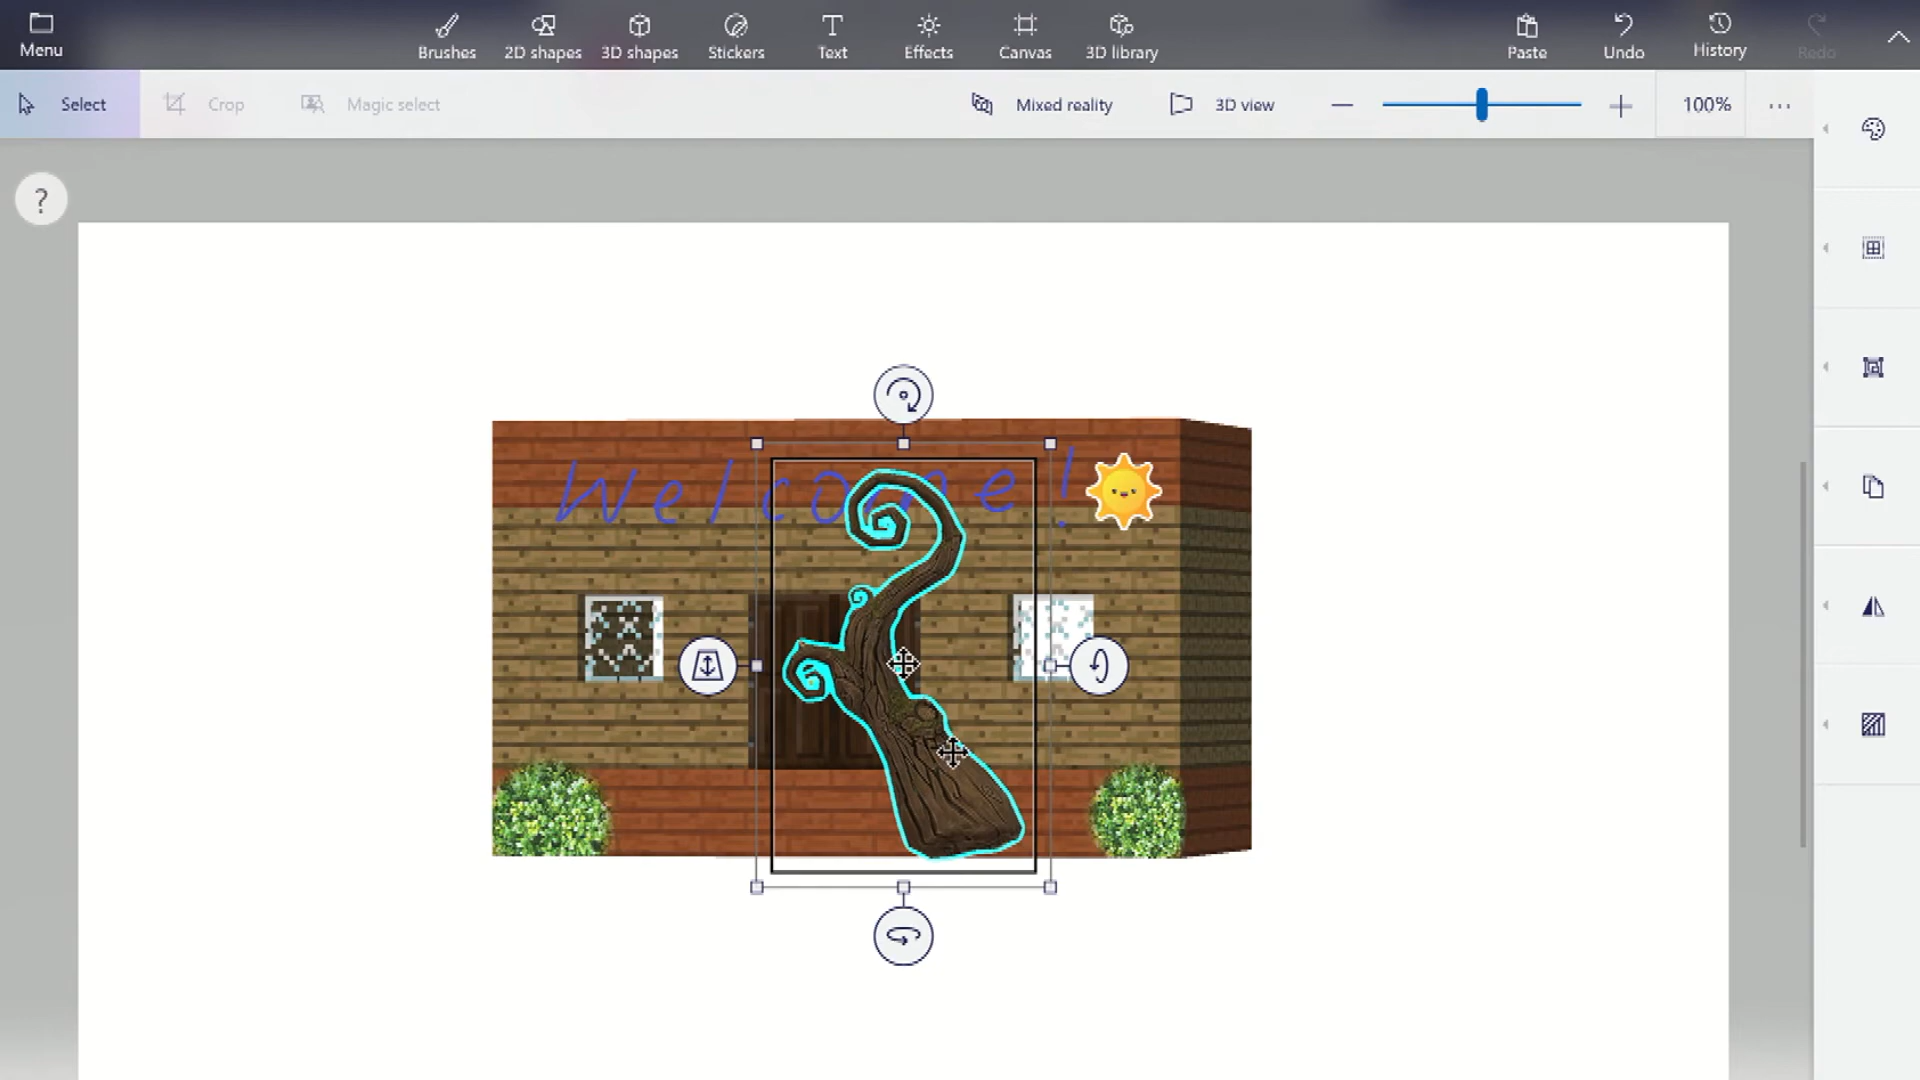 Menu
Brushes
2D shapes
3D shapes
Stickers
Text
Effects
Canvas
3D library
Paste
Undo
History
Redo
Select
Crop
Magic select
Mixed reality
3D view
100%
?
Welcome!